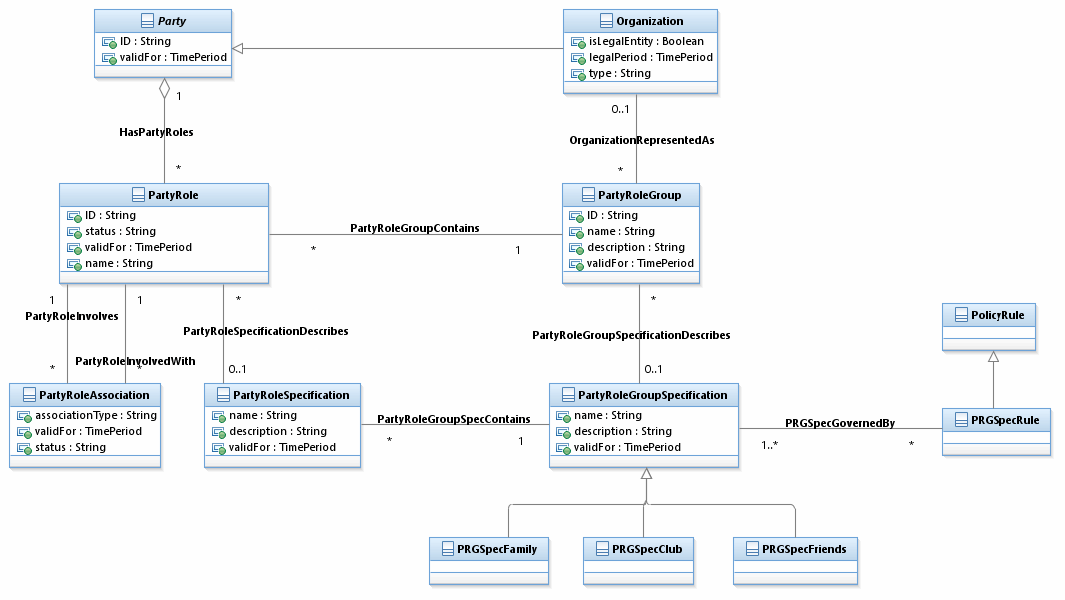 Party
ID : String
validFor : TimePeriod
Organization
isLegalEntity : Boolean
legalPeriod : TimePeriod
type : String
1
HasPartyRoles
*
0..1
OrganizationRepresentedAs
*
PartyRole
ID : String
status : String
validFor : TimePeriod
name : String
PartyRoleGroupContains
*
1
PartyRoleGroup
ID : String
name : String
description : String
validFor : TimePeriod
1
PartyRoleInvolves
*
1
PartyRoleInvolvedWith
*
*
PartyRoleSpecificationDescribes
0..1
*
PartyRoleGroupSpecificationDescribes
0..1
PolicyRule
PartyRoleAssociation
associationType : String
validFor : TimePeriod
status : String
PartyRoleSpecification
name : String
description : String
validFor : TimePeriod
PartyRoleGroupSpecContains
*
1
PartyRoleGroupSpecification
name : String
description : String
validFor : TimePeriod
PRGSpecGovernedBy
1..*
*
PRGSpecRule
PRGSpecFamily
PRGSpecClub
PRGSpecFriends